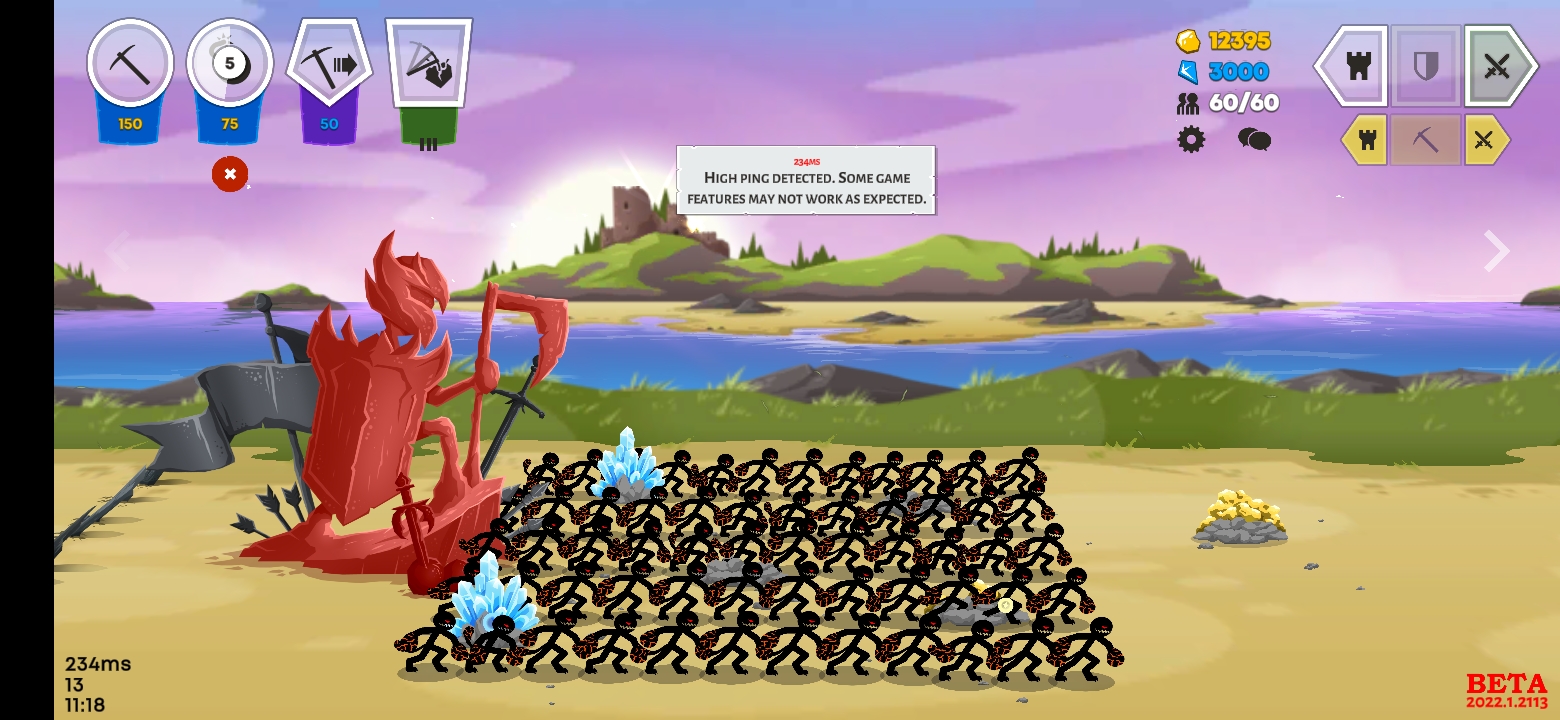 150
5
75
50
12395
3000
60/60
234MS
HIGH PING DETECTED. SOME GAME
FEATURES MAY NOT WORK AS EXPECTED.
234ms
13
11:18
BETA
2022.1.2113